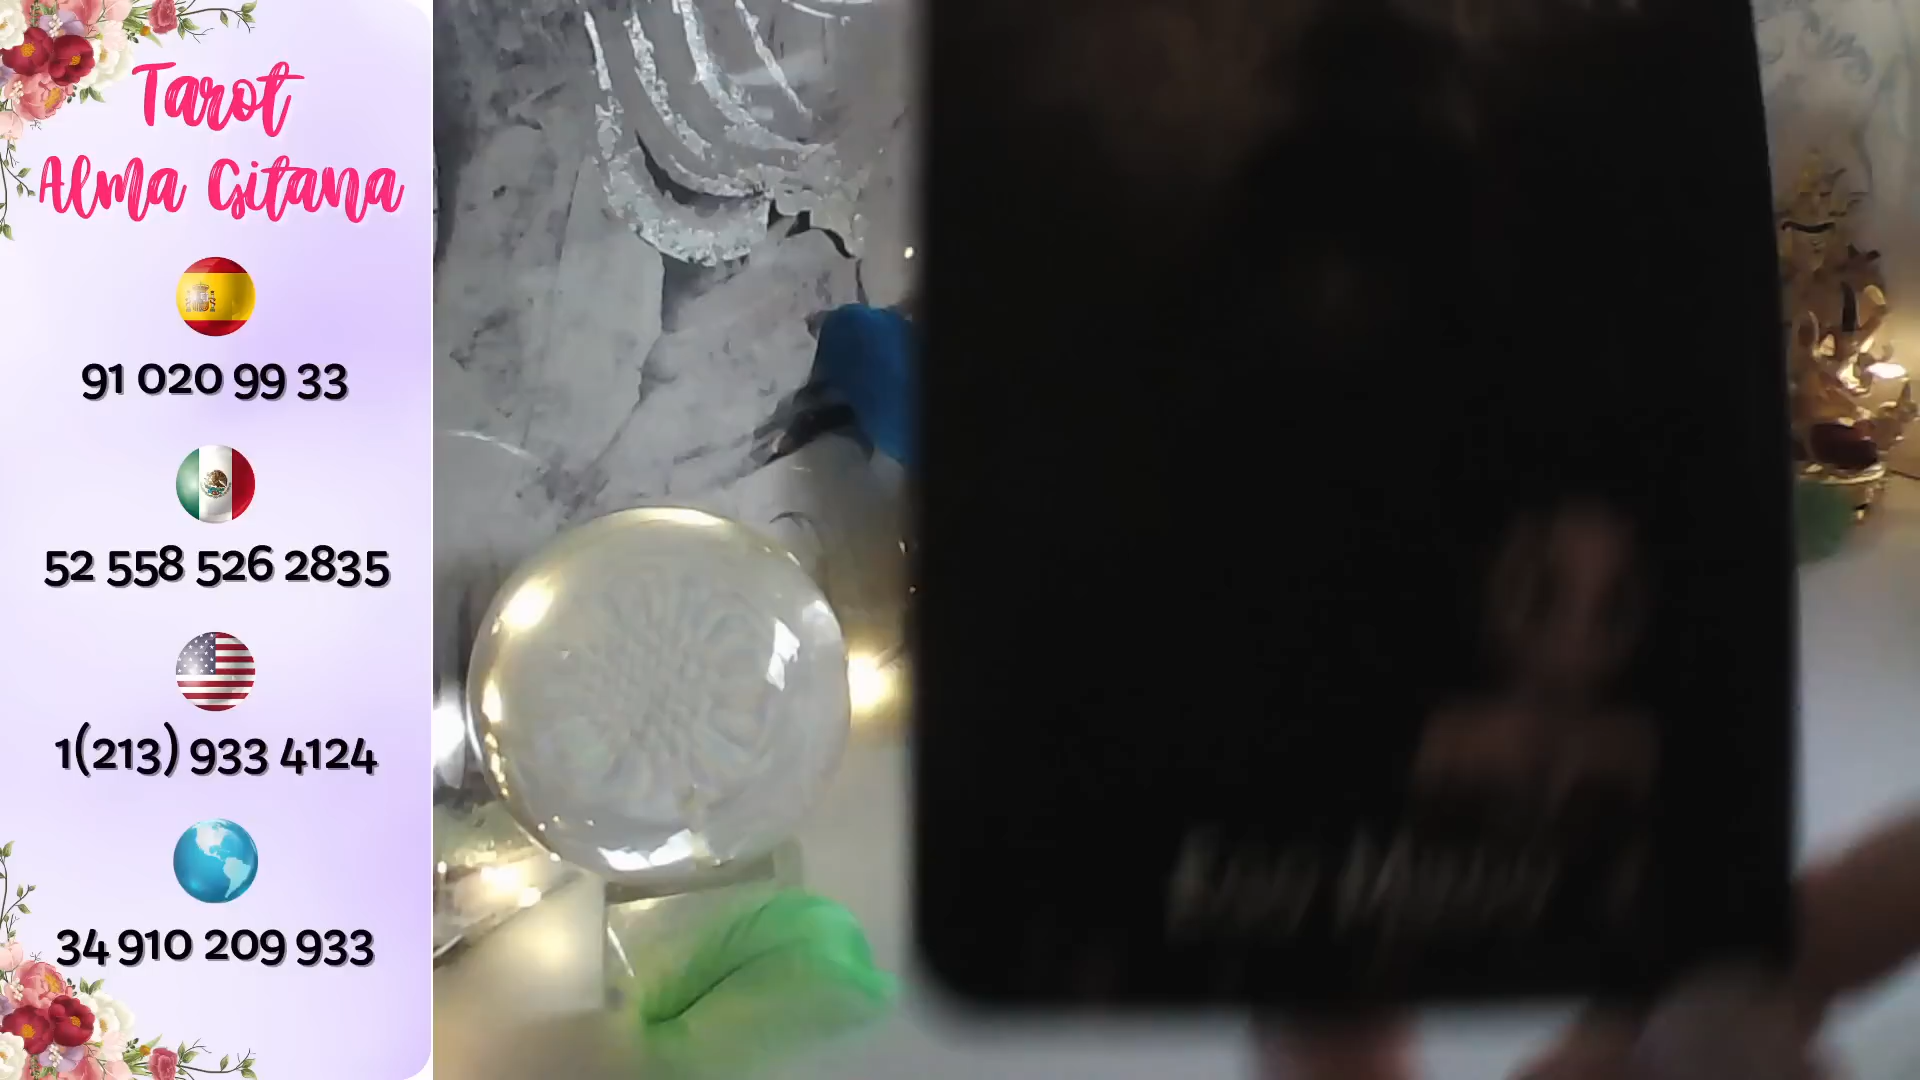 Tarot
Alma Gitana
91 020 99 33
52 558 526 2835
1(213) 933 4124
34 910 209 933